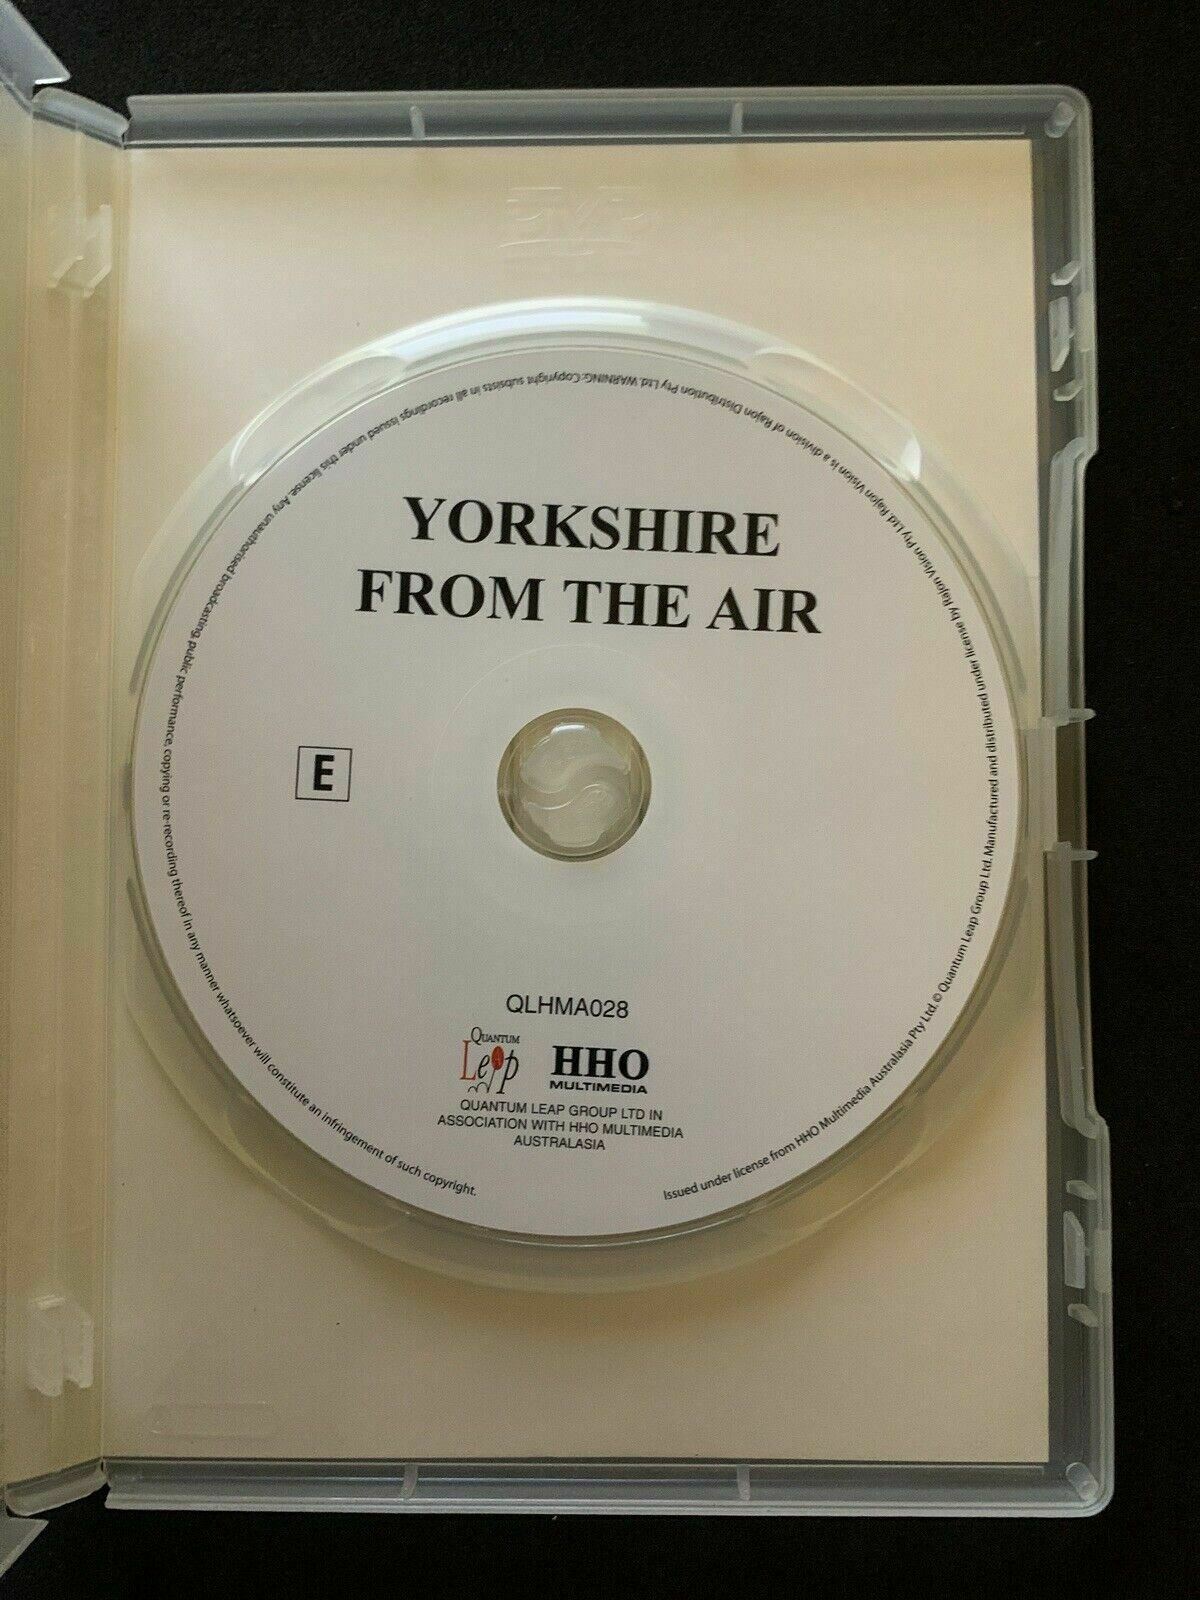 DVD
YORKSHIRE
FROM THE AIR
E
QLHMA028
QUANTUM
Leap
HHO
MULTIMEDIA
QUANTUM LEAP GROUP LTD IN
ASSOCIATION WITH HHO MULTIMEDIA
AUSTRALASIA
Issued under license from HHO Multimedia Australasia Pty Ltd. © Quantum Leap Group Ltd. Manufactured and distributed under license by Rajon Vision Pty Ltd. Rajon Vision is a division of Rajon Distribution Pty Ltd. WARNING: Copyright subsists in all recordings issued under this license. Any unauthorised broadcasting, public performance, copying or re-recording thereof in any manner whatsoever will constitute an infringement of such copyright.